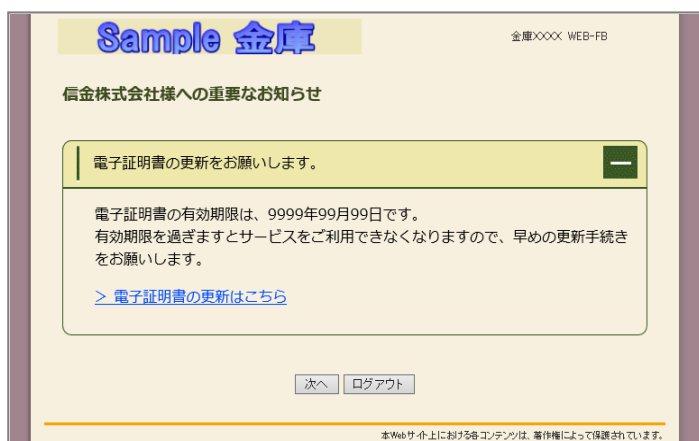 Sample 金庫
金庫XXXX WEB-FB
信金株式会社様への重要なお知らせ
電子証明書の更新をお願いします。
電子証明書の有効期限は、9999年99月99日です。
有効期限を過ぎますとサービスをご利用できなくなりますので、早めの更新手続き
をお願いします。
＞ 電子証明書の更新はこちら
次へ ログアウト
本Webサイト上における各コンテンツは、著作権によって保護されています。